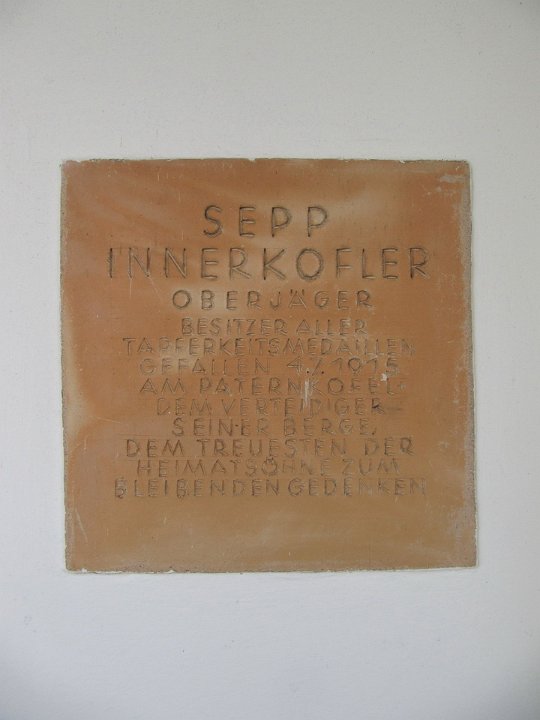 SEPP
INNERKOFLER
OBERJÄGER
BESITZER ALLER
TAPFERKEITSMEDAILLEN
GEFALLEN 4.7.1915
AM PATERNKOFEL
DEM VERTEIDIGER
SEINER BERGE,
DEM TREUESTEN DER
HEIMATSÖHNE ZUM
BLEIBENDEN GEDENKEN